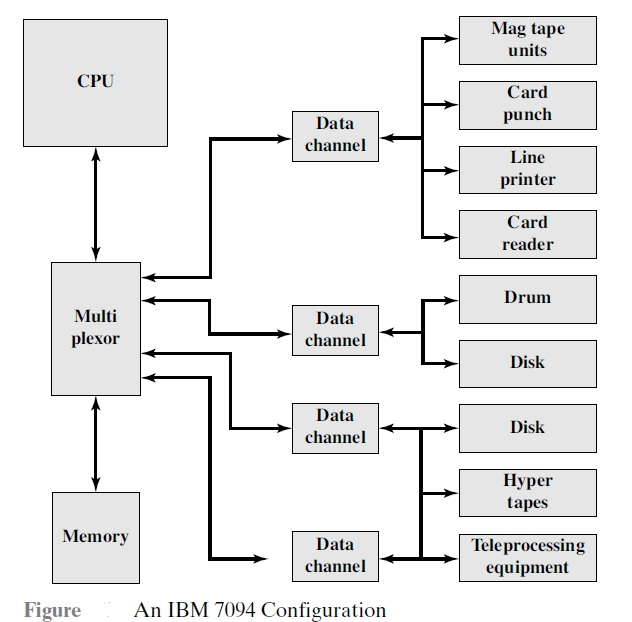 CPU
Multi
plexor
Memory
Data
channel
Data
channel
Data
channel
Data
channel
Mag tape
units
Card
punch
Line
printer
Card
reader
Drum
Disk
Disk
Hyper
tapes
Teleprocessing
equipment
Figure An IBM 7094 Configuration